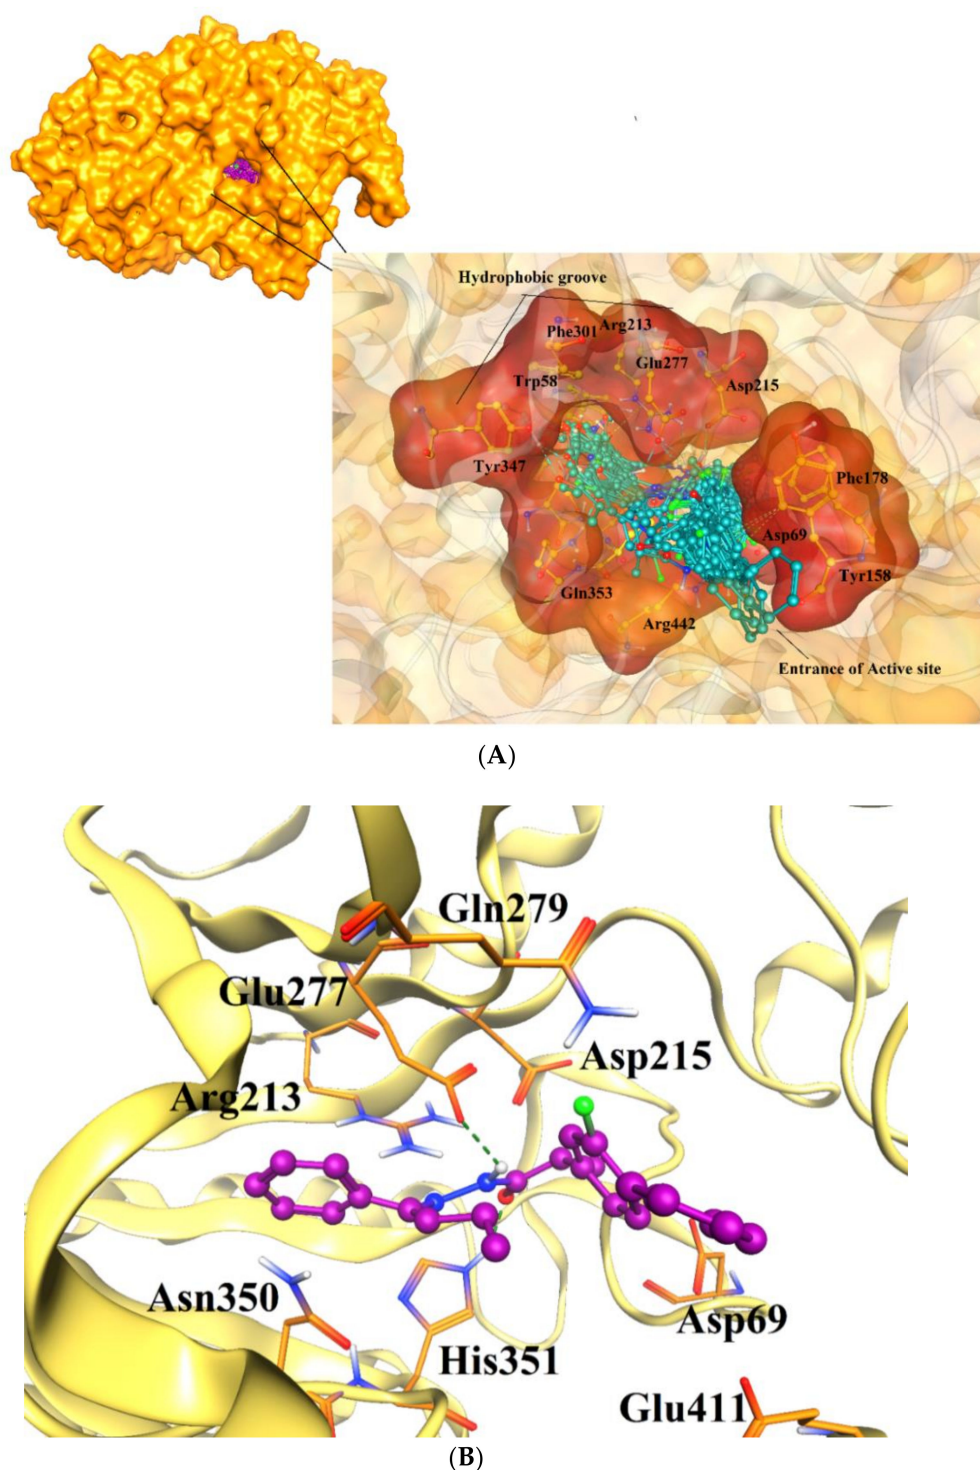 Hydrophobic groove
Phe301 Arg213
Glu277
Trp58
Asp215
Tyr347
Phe178
Asp69
Tyr158
Gln353
Arg442
Entrance of Active site
(A)
Gln279
Glu277
Asp215
Arg213
Asn350
Asp69
His351
Glu411
(B)